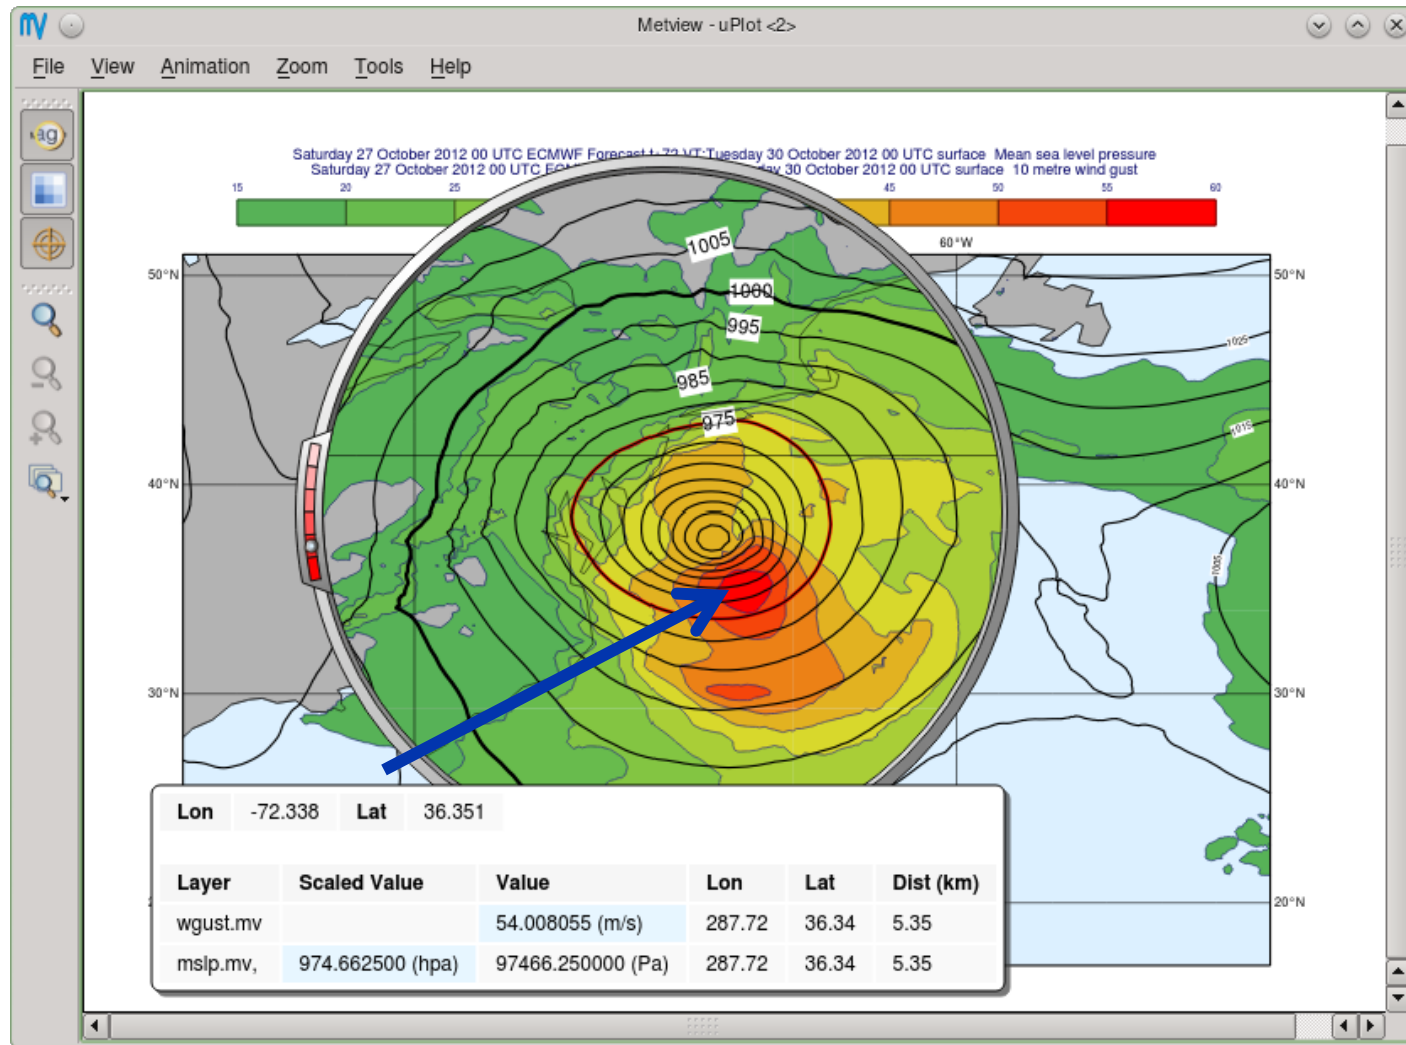 Metview - uPlot <2>
File View Animation Zoom Tools Help
Saturday 27 October 2012 00 UTC ECMWF Forecast t+72 VT:Tuesday 30 October 2012 00 UTC surface Mean sea level pressure
Saturday 27 October 2012 00 UTC 30 October 2012 00 UTC surface 10 metre wind gust
15 20 25 45 50 55 60
60°W
1005
50°N 50°N
1000
995
1025
985
975
1015
40°N 40°N
1005
30°N 30°N
Lon -72.338 Lat 36.351
Layer Scaled Value Value Lon Lat Dist (km)
wgust.mv 54.008055 (m/s) 287.72 36.34 5.35
20°N
mslp.mv, 974.662500 (hpa) 97466.250000 (Pa) 287.72 36.34 5.35